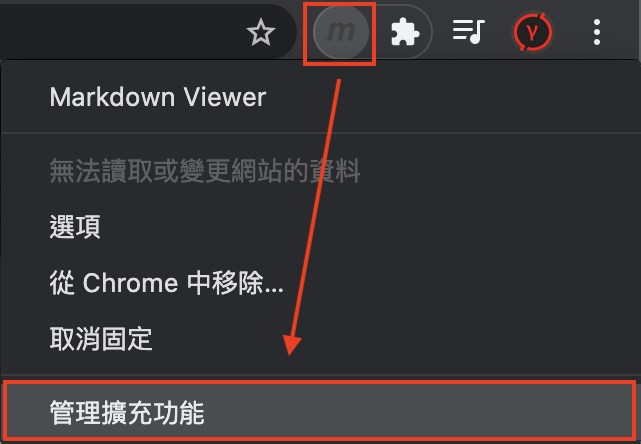 m
γ
Markdown Viewer
無法讀取或變更網站的資料
選項
從 Chrome 中移除...
取消固定
管理擴充功能